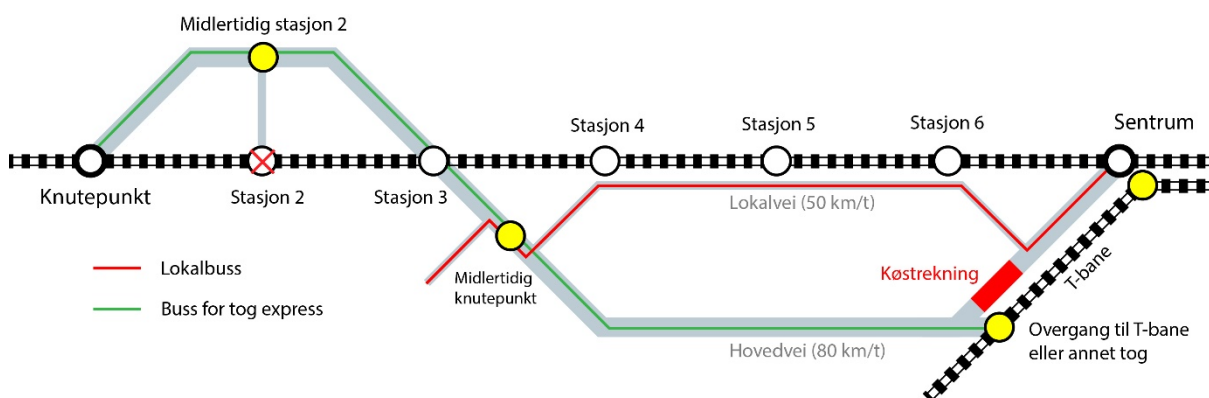 Midlertidig stasjon 2
Stasjon 4
Stasjon 5
Stasjon 6
Sentrum
Knutepunkt
Stasjon 2
Stasjon 3
Lokalvei (50 km/t)
Lokalbuss
Buss for tog express
Midlertidig
knutepunkt
Køstrekning
T-bane
Hovedvei (80 km/t)
Overgang til T-bane
eller annet tog